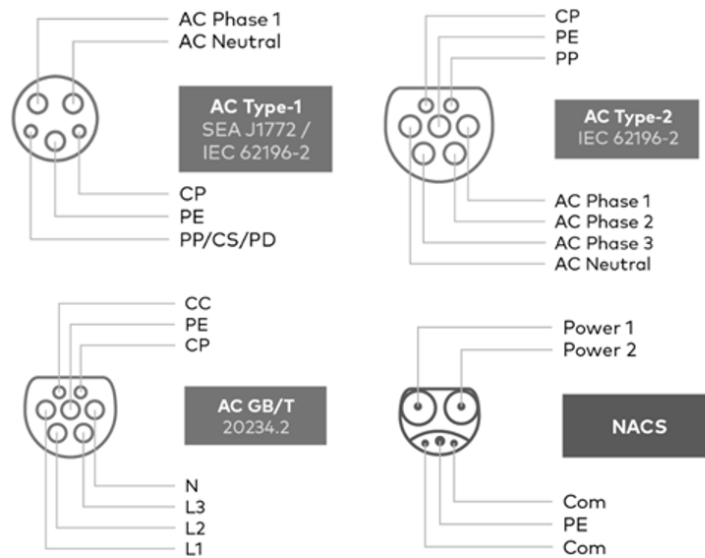 AC Phase 1
AC Neutral
AC Type-1
SEA J1772 /
IEC 62196-2
CP
PE
PP/CS/PD
CP
PE
PP
AC Type-2
IEC 62196-2
AC Phase 1
AC Phase 2
AC Phase 3
AC Neutral
CC
PE
CP
AC GB/T
20234.2
N
L3
L2
L1
Power 1
Power 2
NACS
Com
PE
Com